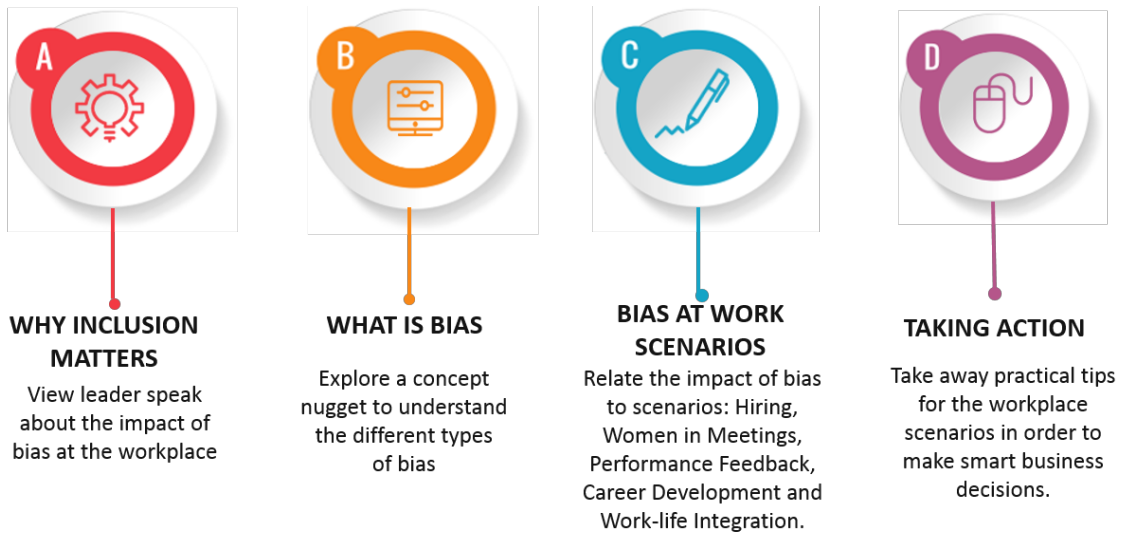 A
WHY INCLUSION
MATTERS
View leader speak
about the impact of
bias at the workplace
B
WHAT IS BIAS
Explore a concept
nugget to understand
the different types
of bias
C
BIAS AT WORK
SCENARIOS
Relate the impact of bias
to scenarios: Hiring,
Women in Meetings,
Performance Feedback,
Career Development and
Work-life Integration.
D
TAKING ACTION
Take away practical tips
for the workplace
scenarios in order to
make smart business
decisions.